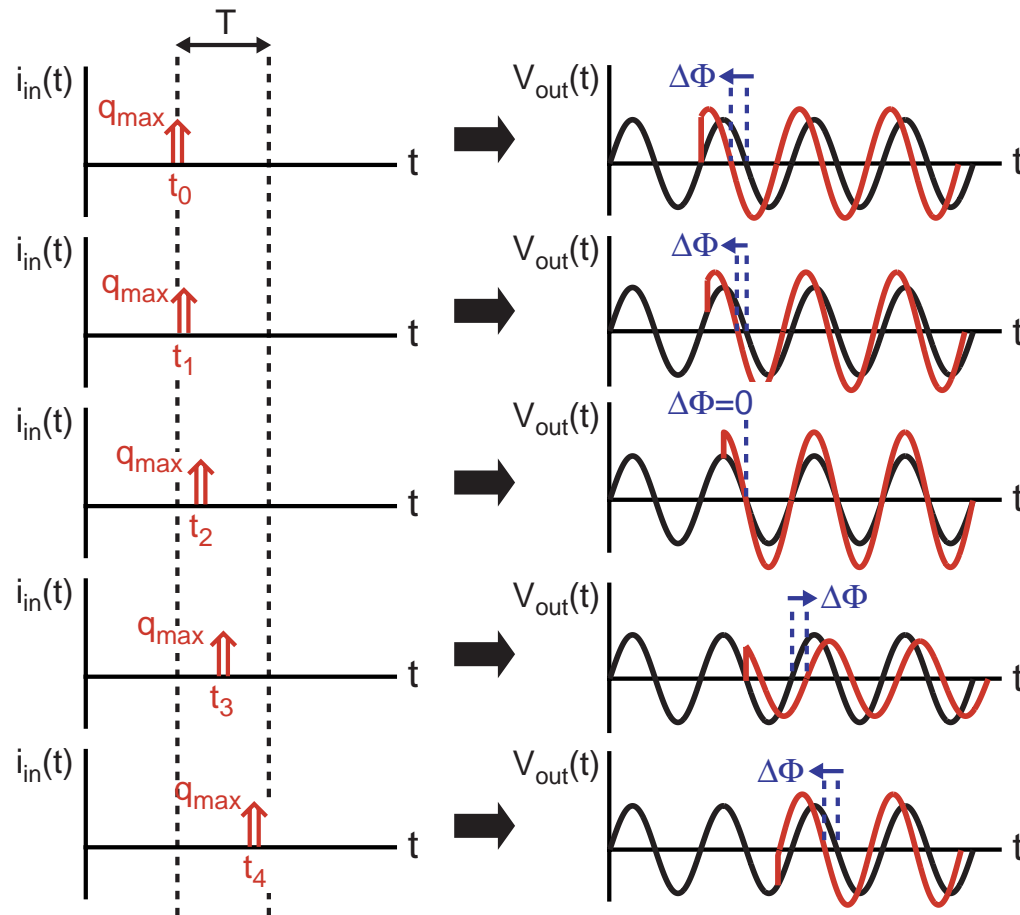 T
i_in(t)
q_max
t_0
t
V_out(t)
ΔΦ
t
i_in(t)
q_max
t_1
t
V_out(t)
ΔΦ
t
i_in(t)
q_max
t_2
t
V_out(t)
ΔΦ=0
t
i_in(t)
q_max
t_3
t
V_out(t)
ΔΦ
t
i_in(t)
q_max
t_4
t
V_out(t)
ΔΦ
t